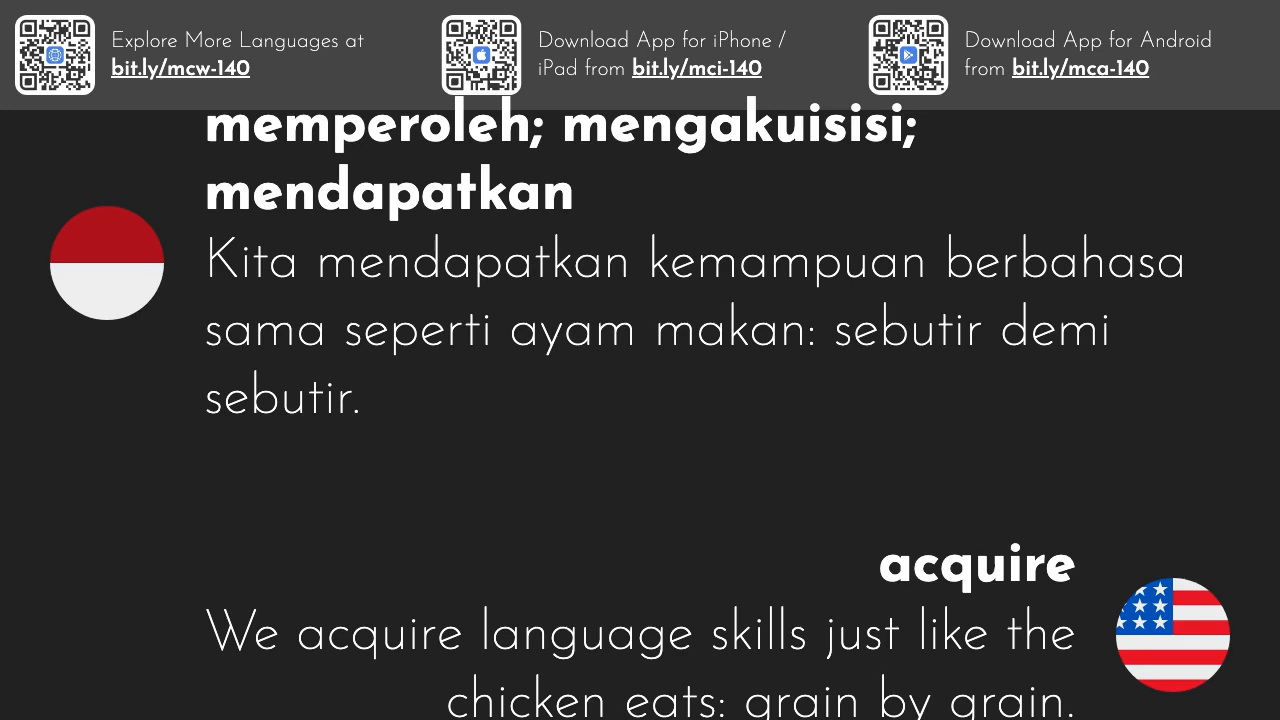 Explore More Languages at
bit.ly/mcw-140
Download App for iPhone /
iPad from bit.ly/mci-140
Download App for Android
from bit.ly/mca-140
memperoleh; mengakuisisi;
mendapatkan
Kita mendapatkan kemampuan berbahasa
sama seperti ayam makan: sebutir demi
sebutir.
acquire
We acquire language skills just like the
chicken eats: grain by grain.